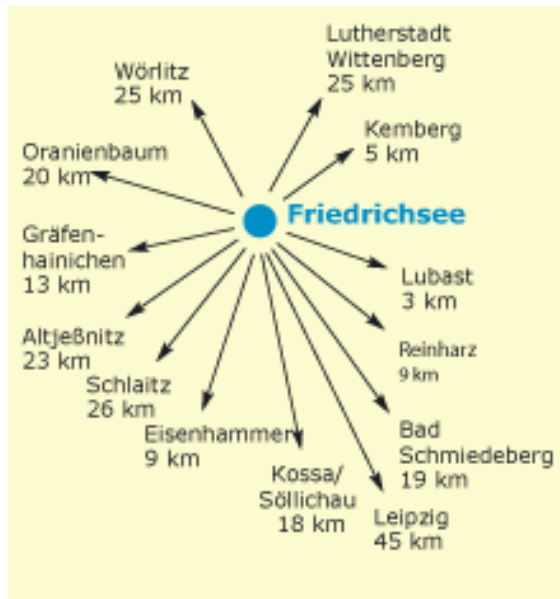 Lutherstadt
Wittenberg
25 km
Wörlitz
25 km
Kemberg
5 km
Oranienbaum
20 km
Friedrichsee
Gräfen-
hainichen
13 km
Lubast
3 km
Altjeßnitz
23 km
Reinharz
9 km
Schlaitz
26 km
Eisenhammer
9 km
Bad
Schmiedeberg
19 km
Kossa/
Söllichau
18 km
Leipzig
45 km